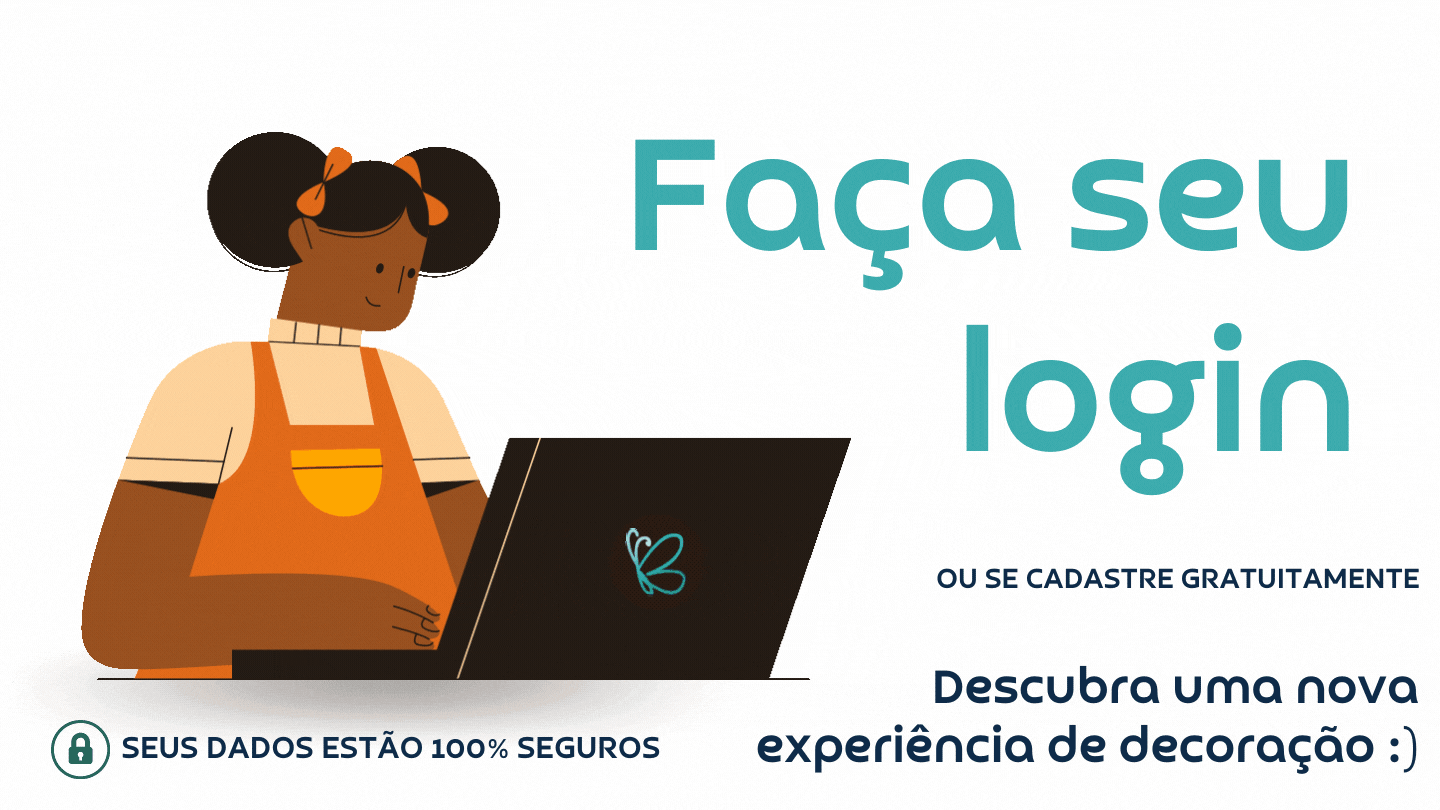 Faça seu
login
OU SE CADASTRE GRATUITAMENTE
Descubra uma nova
experiência de decoração :)
SEUS DADOS ESTÃO 100% SEGUROS